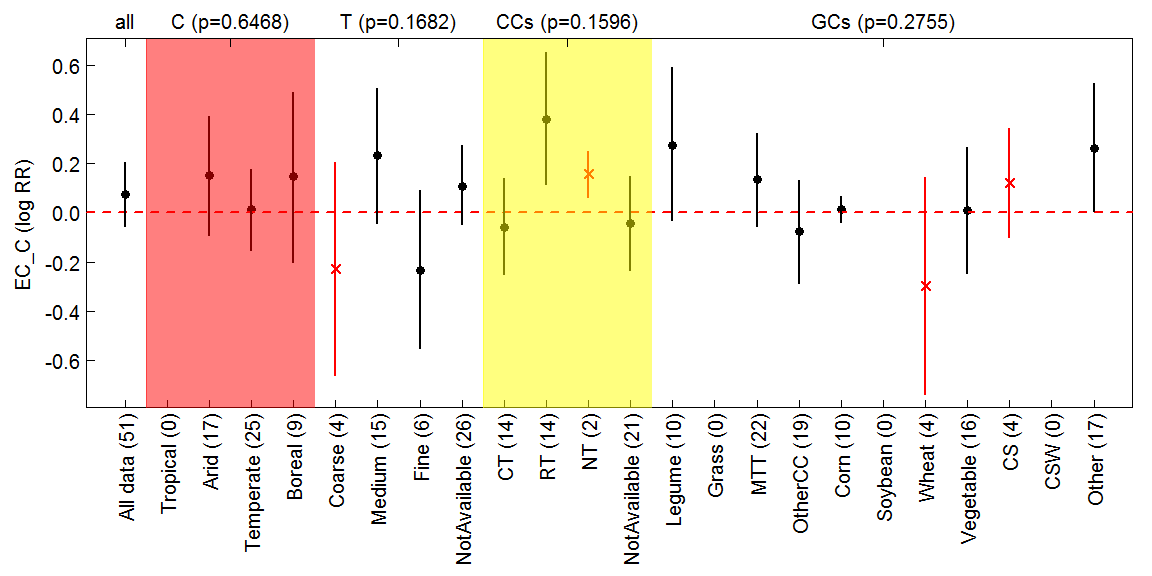 all C (p=0.6468) T (p=0.1682) CCs (p=0.1596) GCs (p=0.2755)
EC_C (log RR)
0.6
0.4
0.2
0.0
-0.2
-0.4
-0.6
All data (51)
Tropical (0)
Arid (17)
Temperate (25)
Boreal (9)
Coarse (4)
Medium (15)
Fine (6)
NotAvailable (26)
CT (14)
RT (14)
NT (2)
NotAvailable (21)
Legume (10)
Grass (0)
MTT (22)
OtherCC (19)
Corn (10)
Soybean (0)
Wheat (4)
Vegetable (16)
CS (4)
CSW (0)
Other (17)